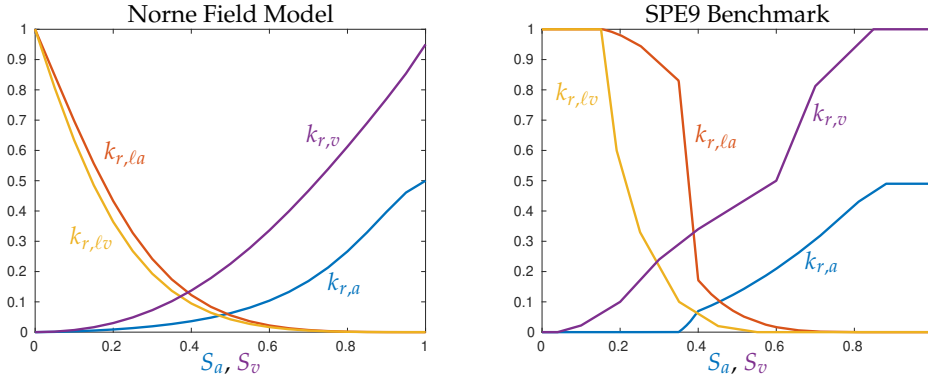 Norne Field Model
1
0.9
0.8
0.7
0.6
0.5
0.4
0.3
0.2
0.1
0
0 0.2 0.4 0.6 0.8 1
k_{r,v}
k_{r,ℓa}
k_{r,ℓv}
k_{r,a}
S_a, S_v
SPE9 Benchmark
1
0.9
0.8
0.7
0.6
0.5
0.4
0.3
0.2
0.1
0
0 0.2 0.4 0.6 0.8
k_{r,ℓv}
k_{r,v}
k_{r,ℓa}
k_{r,a}
S_a, S_v